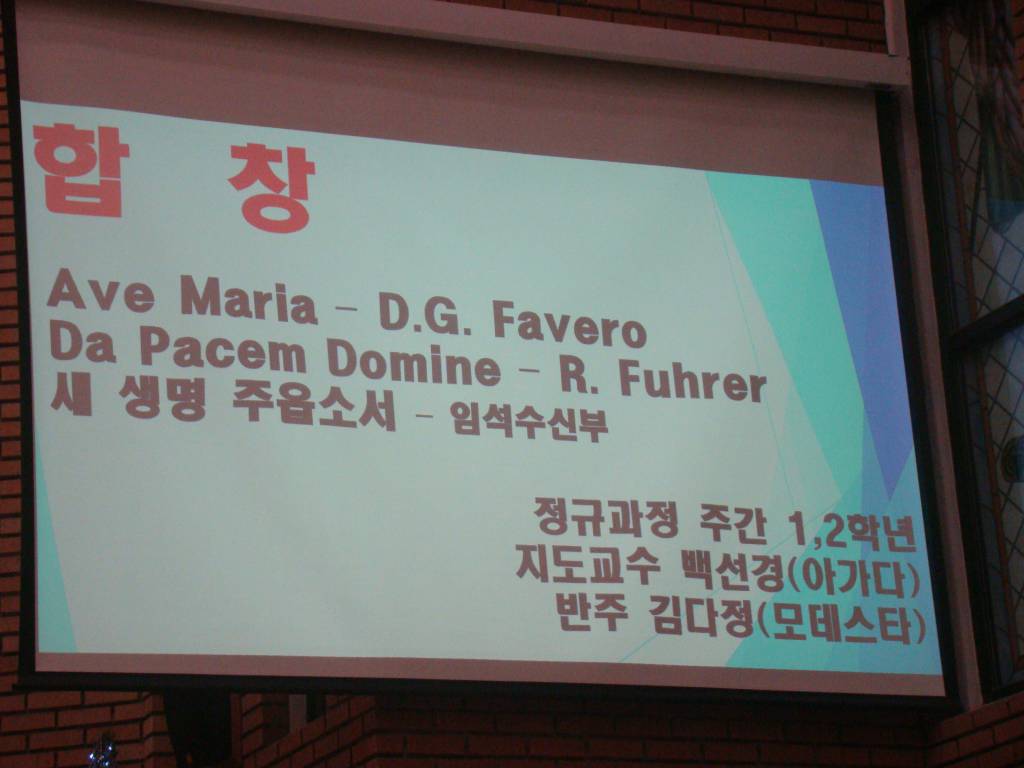 합 창
Ave Maria - D.G. Favero
Da Pacem Domine - R. Fuhrer
새 생명 주옵소서 - 임석수신부
정규과정 주간 1,2학년
지도교수 백선경(아가다)
반주 김다정(모데스타)